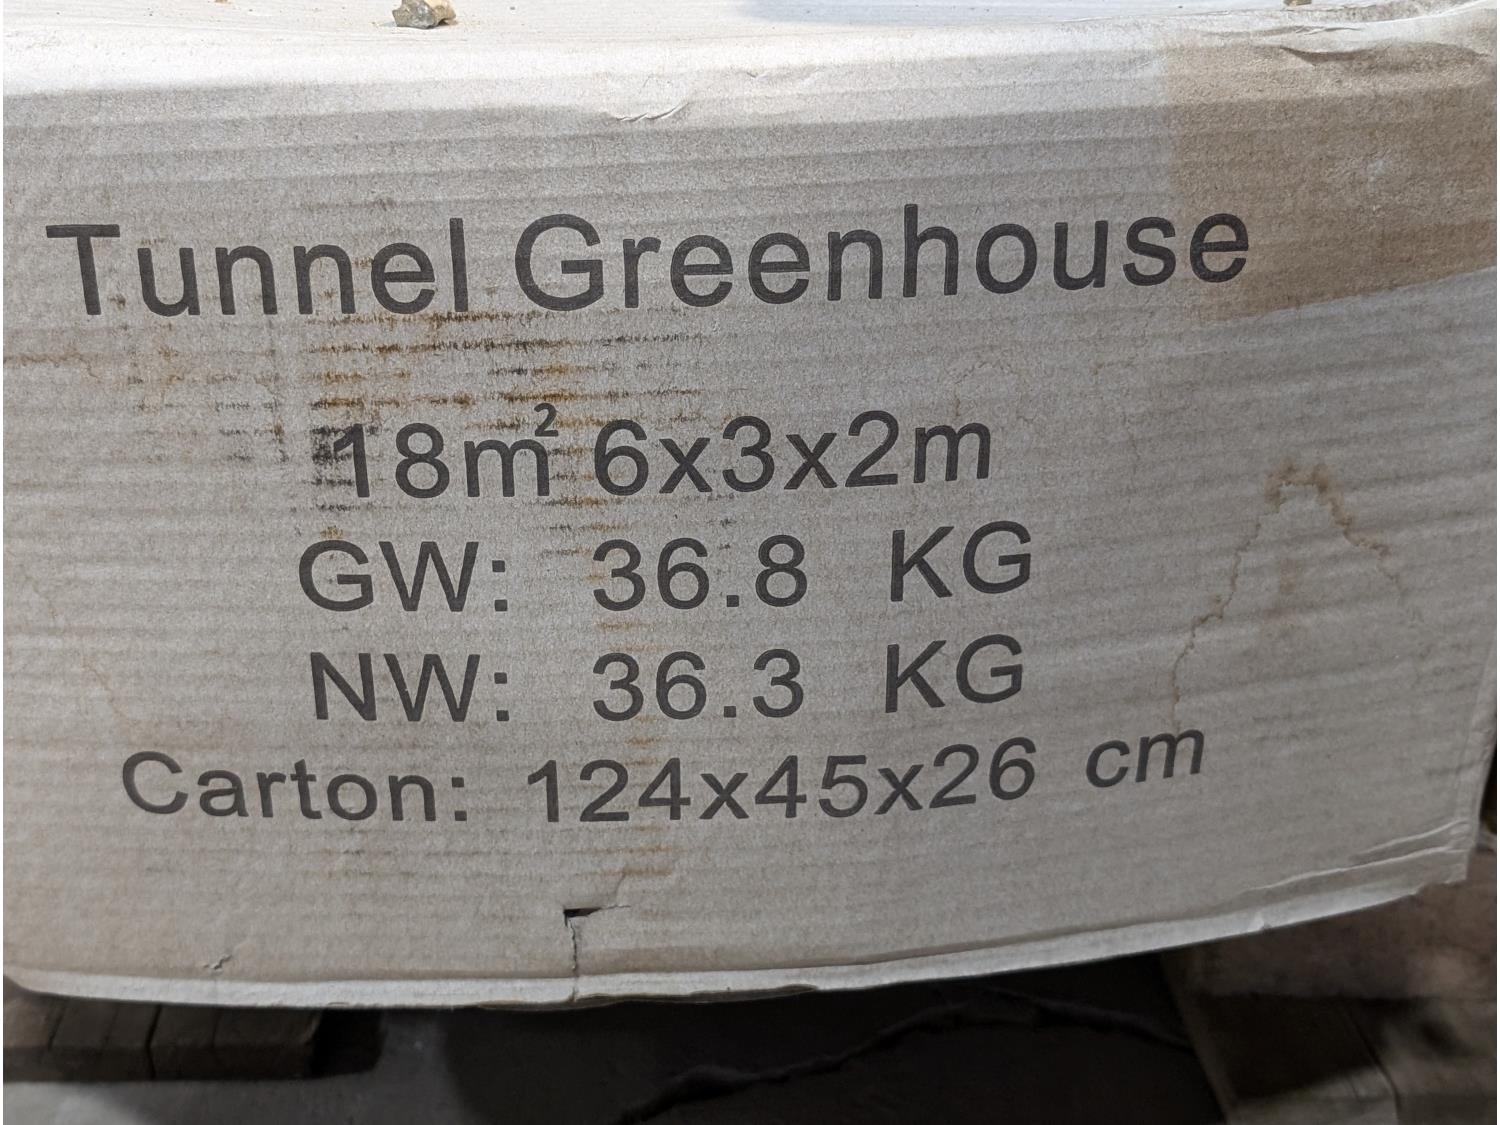 Tunnel Greenhouse
18m² 6x3x2m
GW: 36.8 KG
NW: 36.3 KG
Carton: 124x45x26 cm